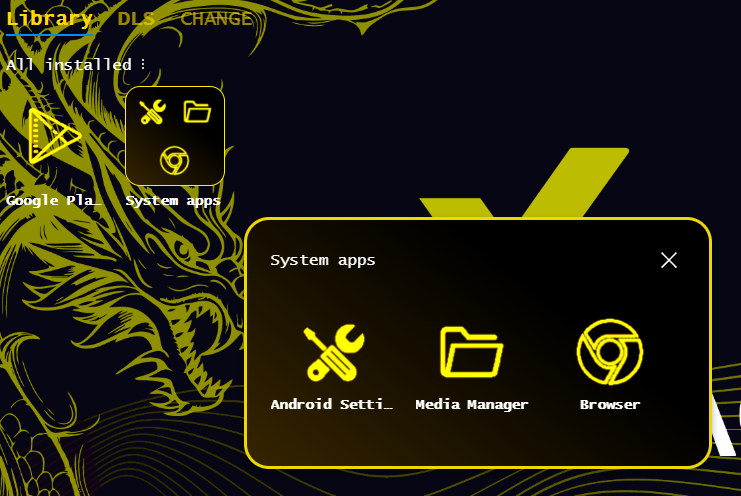 Library DLS CHANGE
All installed
Google Pla…
System apps
System apps
Android Setti…
Media Manager
Browser